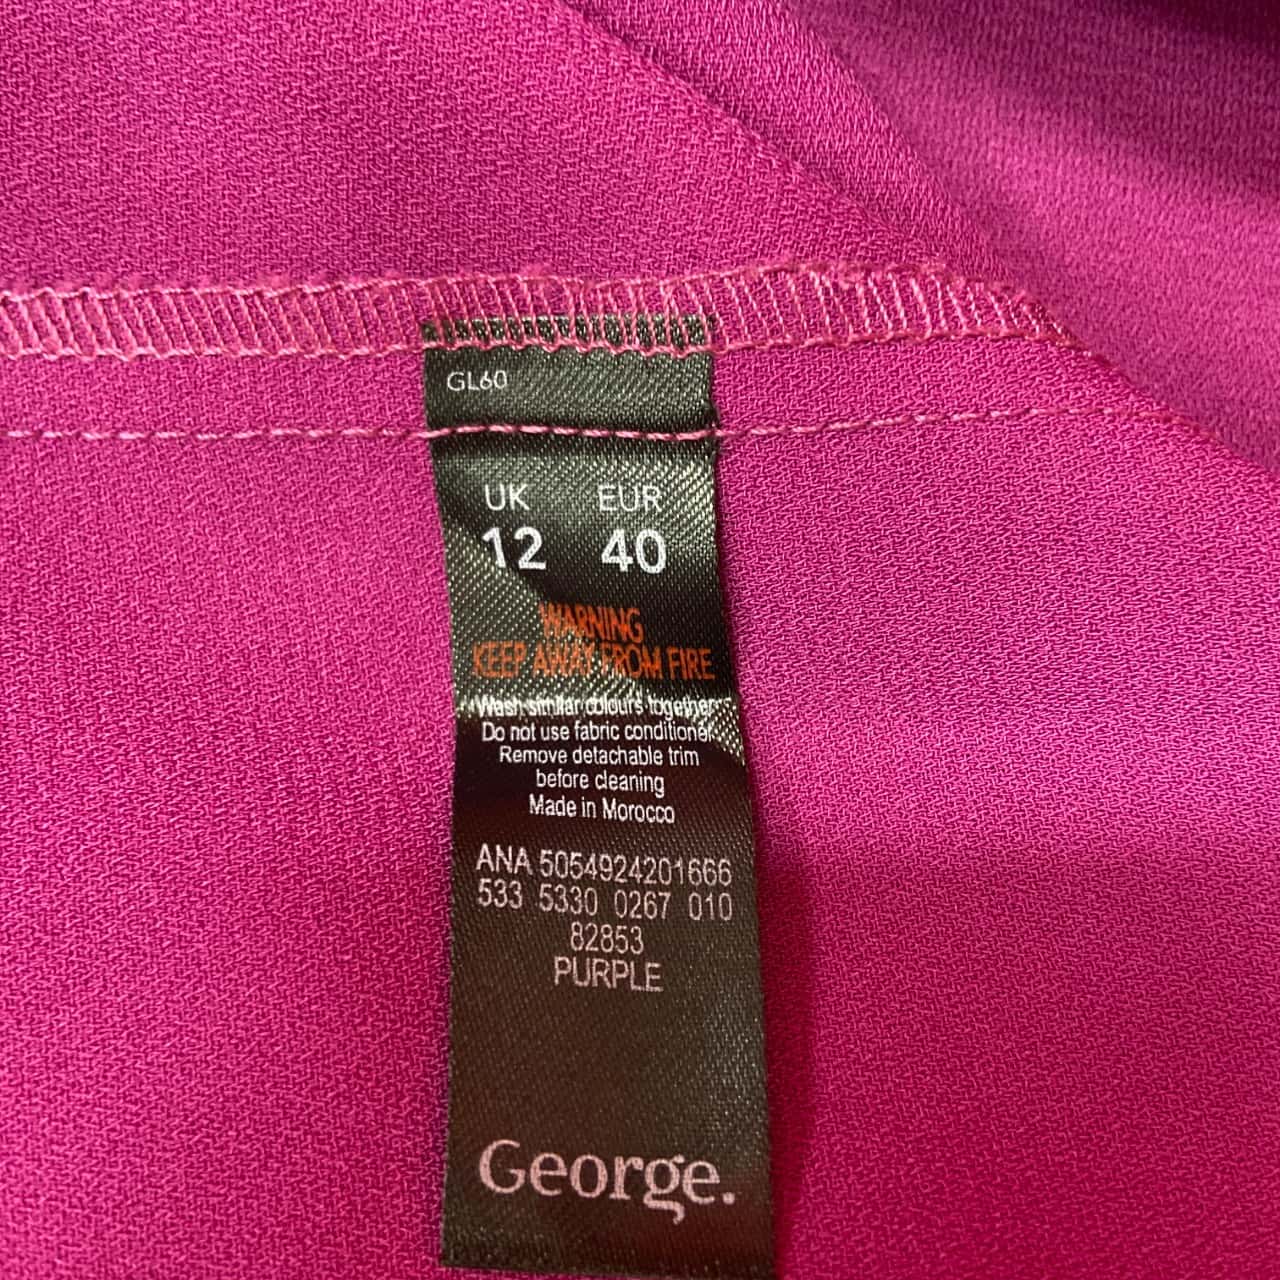 GL60
UK EUR
12 40
WARNING
KEEP AWAY FROM FIRE
Wash similar colours together
Do not use fabric conditioner
Remove detachable trim
before cleaning
Made in Morocco
ANA 5054924201666
533 5330 0267 010
82853
PURPLE
George.